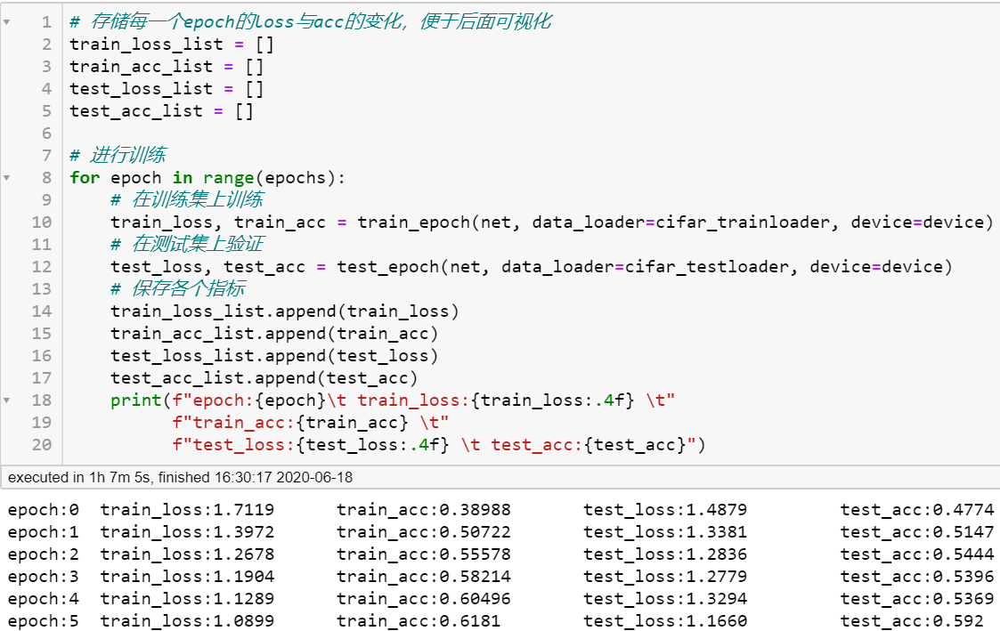 1 # 存储每一个epoch的loss与acc的变化，便于后面可视化
2 train_loss_list = []
3 train_acc_list = []
4 test_loss_list = []
5 test_acc_list = []
6
7 # 进行训练
8 for epoch in range(epochs):
9     # 在训练集上训练
10     train_loss, train_acc = train_epoch(net, data_loader=cifar_trainloader, device=device)
11     # 在测试集上验证
12     test_loss, test_acc = test_epoch(net, data_loader=cifar_testloader, device=device)
13     # 保存各个指标
14     train_loss_list.append(train_loss)
15     train_acc_list.append(train_acc)
16     test_loss_list.append(test_loss)
17     test_acc_list.append(test_acc)
18     print(f"epoch:{epoch}\t train_loss:{train_loss:.4f} \t"
19           f"train_acc:{train_acc} \t"
20           f"test_loss:{test_loss:.4f} \t test_acc:{test_acc}")
executed in 1h 7m 5s, finished 16:30:17 2020-06-18
epoch:0 train_loss:1.7119 train_acc:0.38988 test_loss:1.4879 test_acc:0.4774
epoch:1 train_loss:1.3972 train_acc:0.50722 test_loss:1.3381 test_acc:0.5147
epoch:2 train_loss:1.2678 train_acc:0.55578 test_loss:1.2836 test_acc:0.5444
epoch:3 train_loss:1.1904 train_acc:0.58214 test_loss:1.2779 test_acc:0.5396
epoch:4 train_loss:1.1289 train_acc:0.60496 test_loss:1.3294 test_acc:0.5369
epoch:5 train_loss:1.0899 train_acc:0.6181 test_loss:1.1660 test_acc:0.592